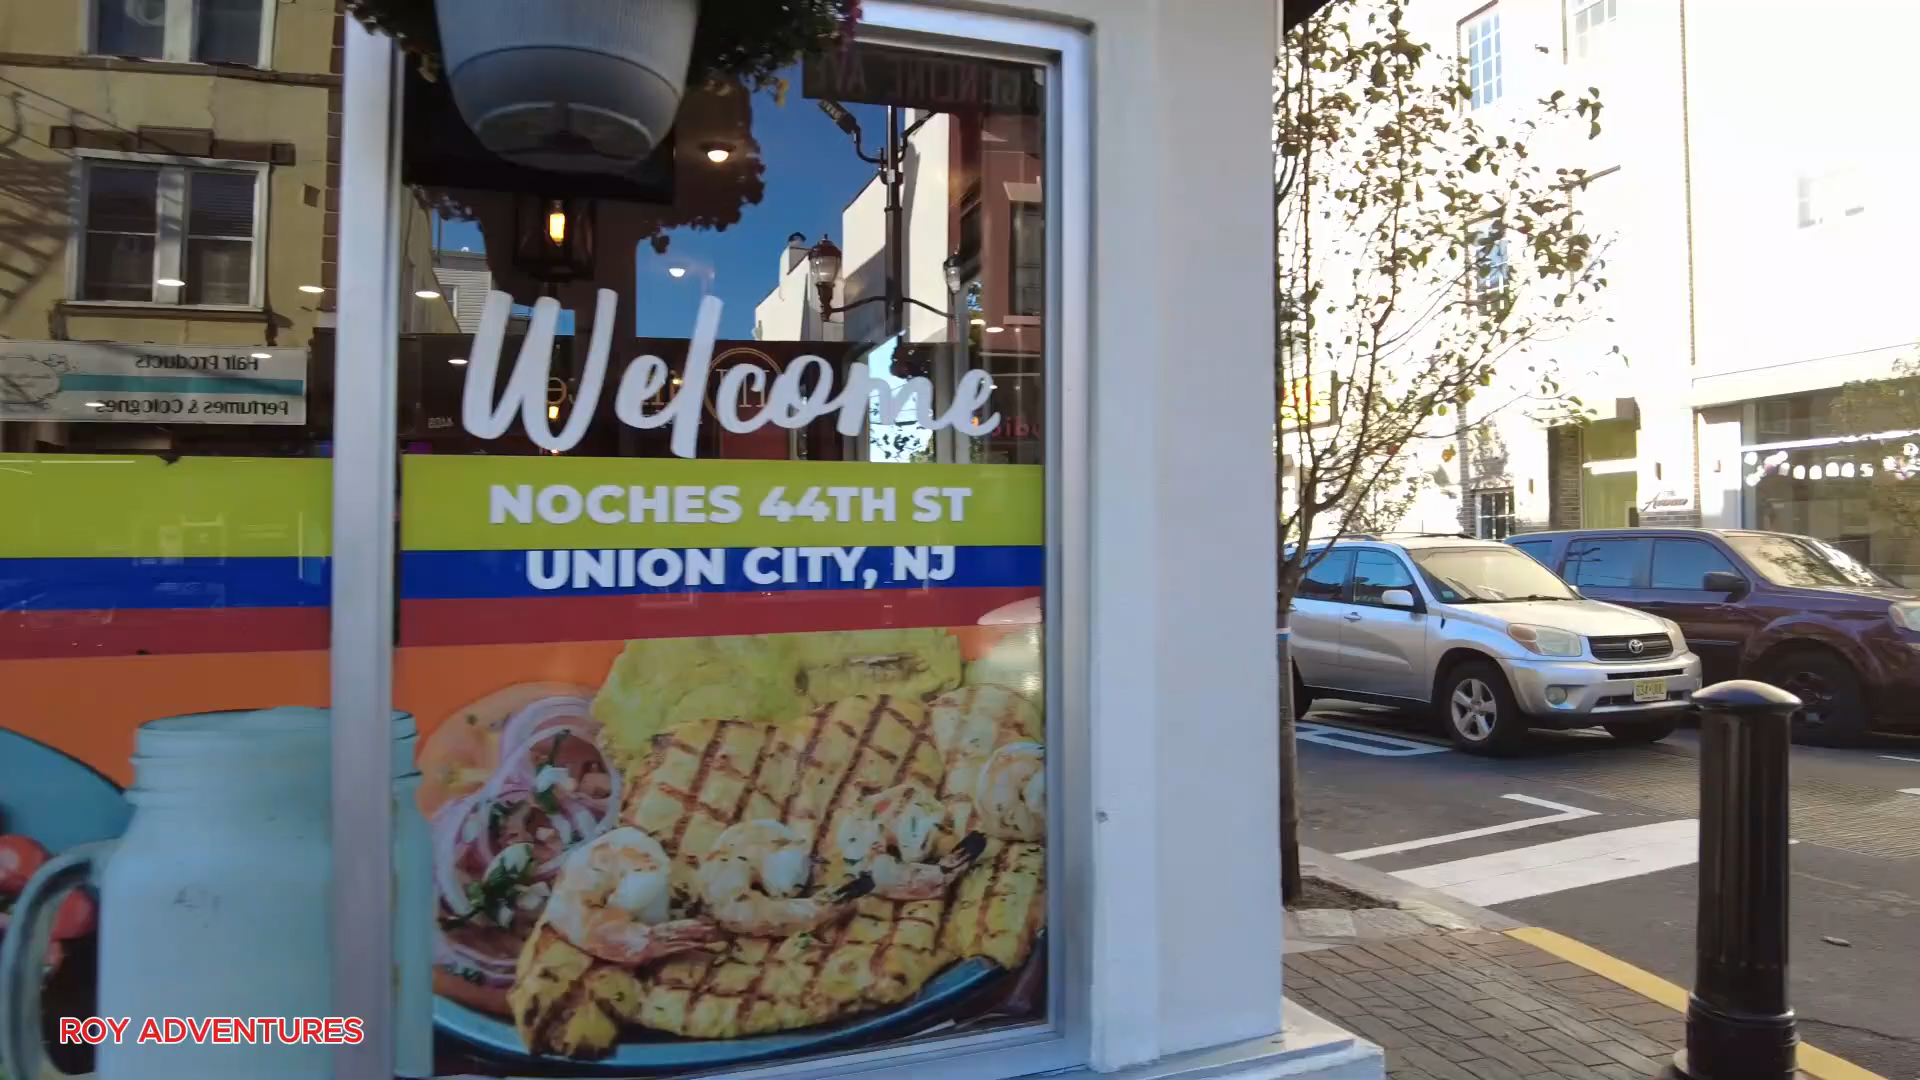 Hair Products
Perfumes & Colognes
Welcome
NOCHES 44TH ST
UNION CITY, NJ
ROY ADVENTURES